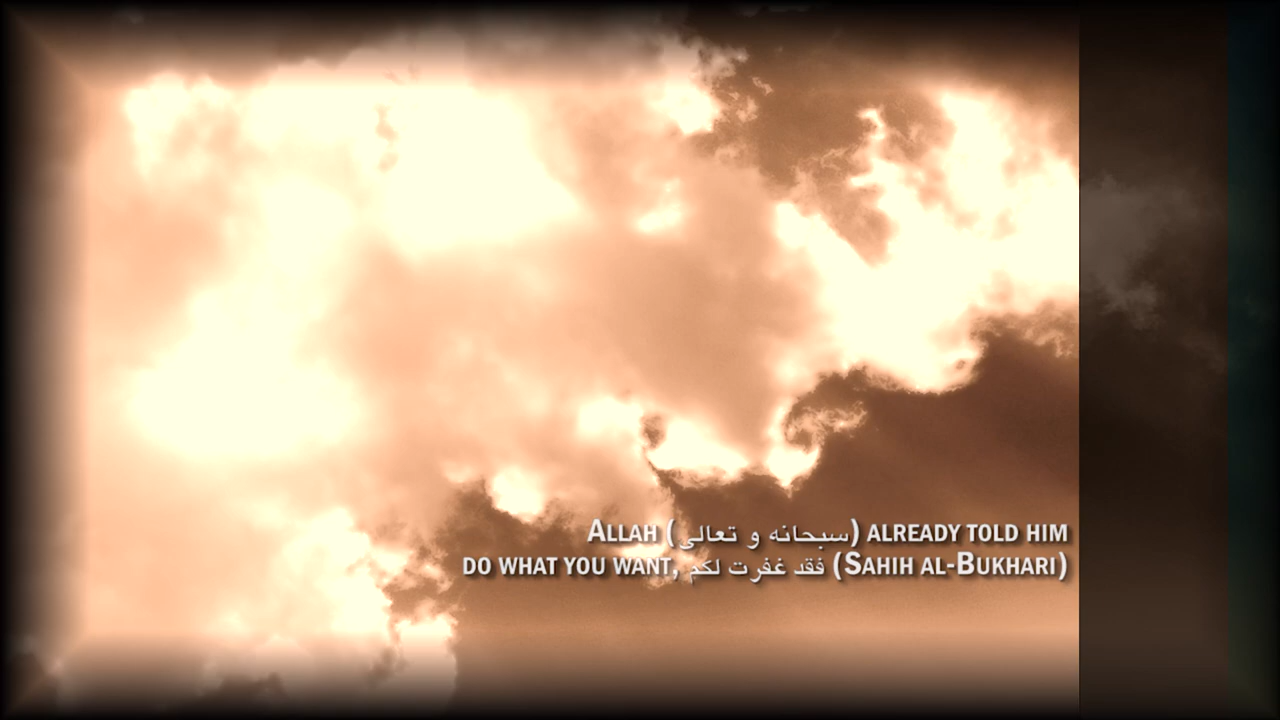 ALLAH (سبحانه و تعالى) ALREADY TOLD HIM
DO WHAT YOU WANT, فقد غفرت لكم (SAHIH AL-BUKHARI)